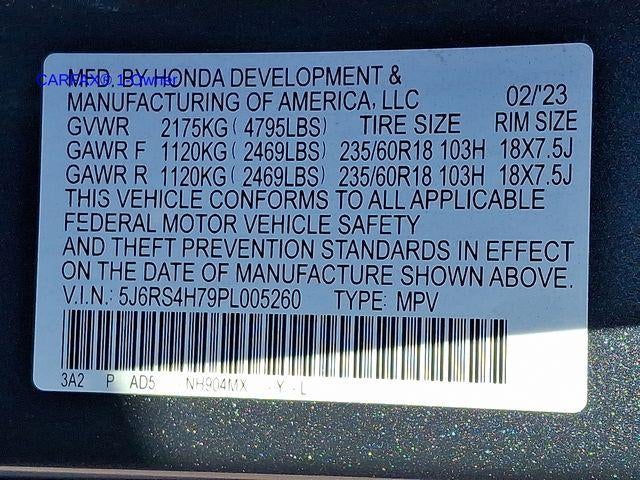 CARFAX® 1-Owner
MFD. BY HONDA DEVELOPMENT &
MANUFACTURING OF AMERICA, LLC 02/'23
GVWR 2175KG ( 4795LBS) TIRE SIZE RIM SIZE
GAWR F 1120KG ( 2469LBS) 235/60R18 103H 18X7.5J
GAWR R 1120KG ( 2469LBS) 235/60R18 103H 18X7.5J
THIS VEHICLE CONFORMS TO ALL APPLICABLE
FEDERAL MOTOR VEHICLE SAFETY
AND THEFT PREVENTION STANDARDS IN EFFECT
ON THE DATE OF MANUFACTURE SHOWN ABOVE.
V.I.N.: 5J6RS4H79PL005260 TYPE: MPV
3A2 P AD5 NH904MX - Y - L